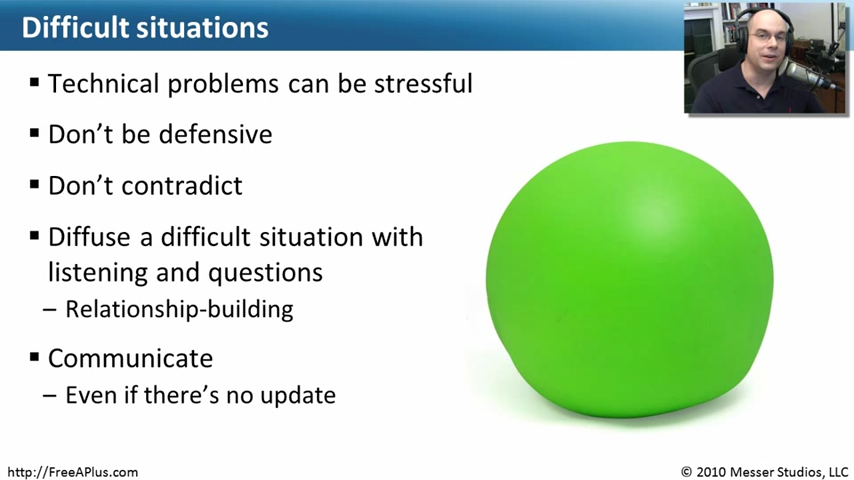 Difficult situations
▪ Technical problems can be stressful
▪ Don’t be defensive
▪ Don’t contradict
▪ Diffuse a difficult situation with
listening and questions
– Relationship-building
▪ Communicate
– Even if there’s no update
http://FreeAPlus.com
© 2010 Messer Studios, LLC